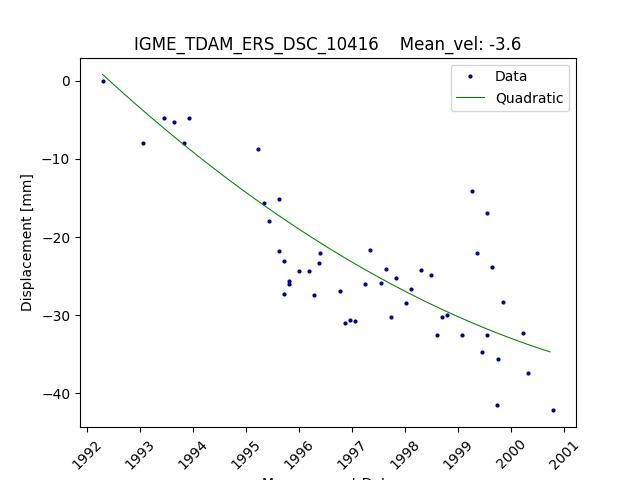 IGME_TDAM_ERS_DSC_10416    Mean_vel: -3.6
Data
Quadratic
Displacement [mm]
0
−10
−20
−30
−40
1992 1993 1994 1995 1996 1997 1998 1999 2000 2001